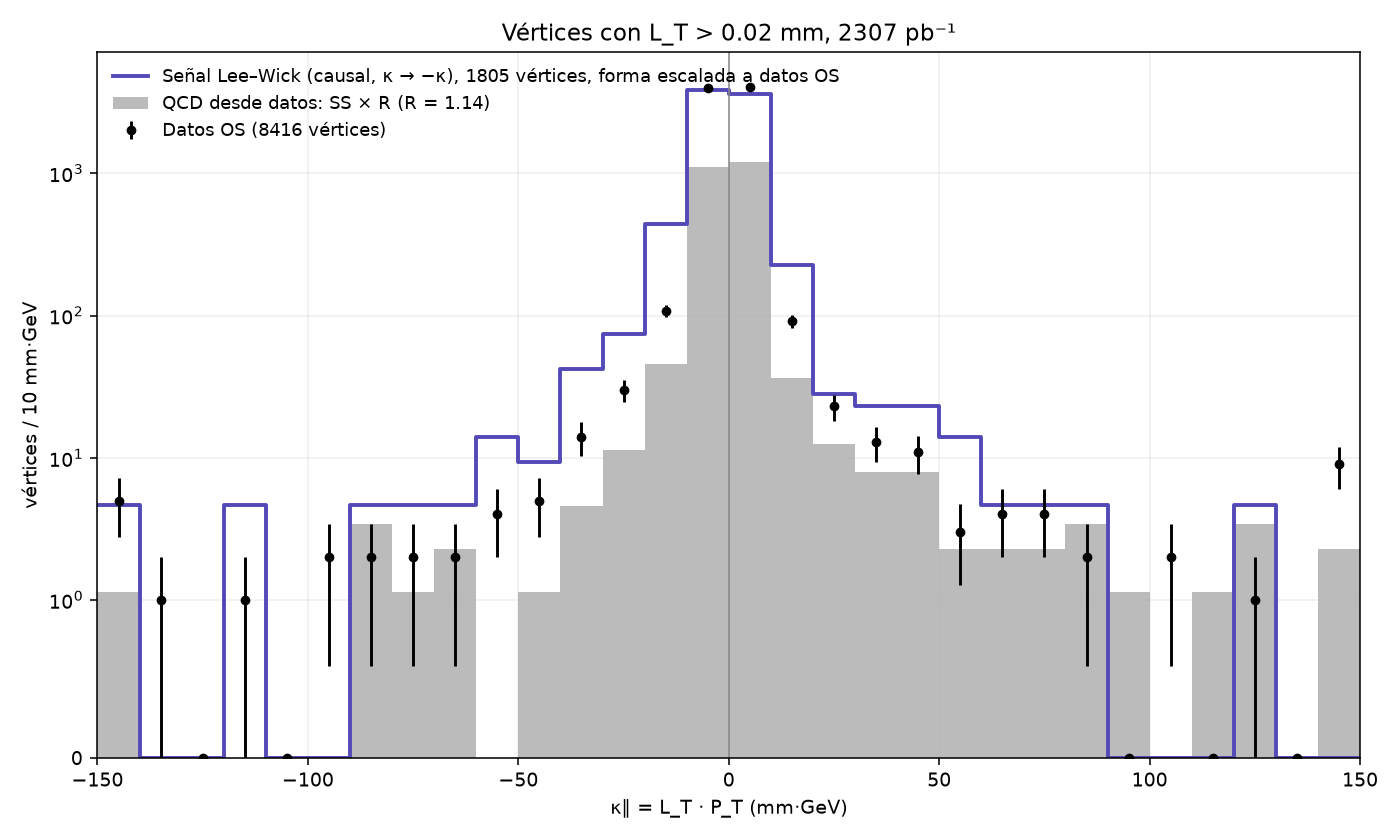 Vértices con L_T > 0.02 mm, 2307 pb⁻¹
Señal Lee–Wick (causal, κ → −κ), 1805 vértices, forma escalada a datos OS
QCD desde datos: SS × R (R = 1.14)
Datos OS (8416 vértices)
vértices / 10 mm·GeV
10³
10²
10¹
10⁰
0
−150
−100
−50
0
50
100
150
κ∥ = L_T · P_T (mm·GeV)